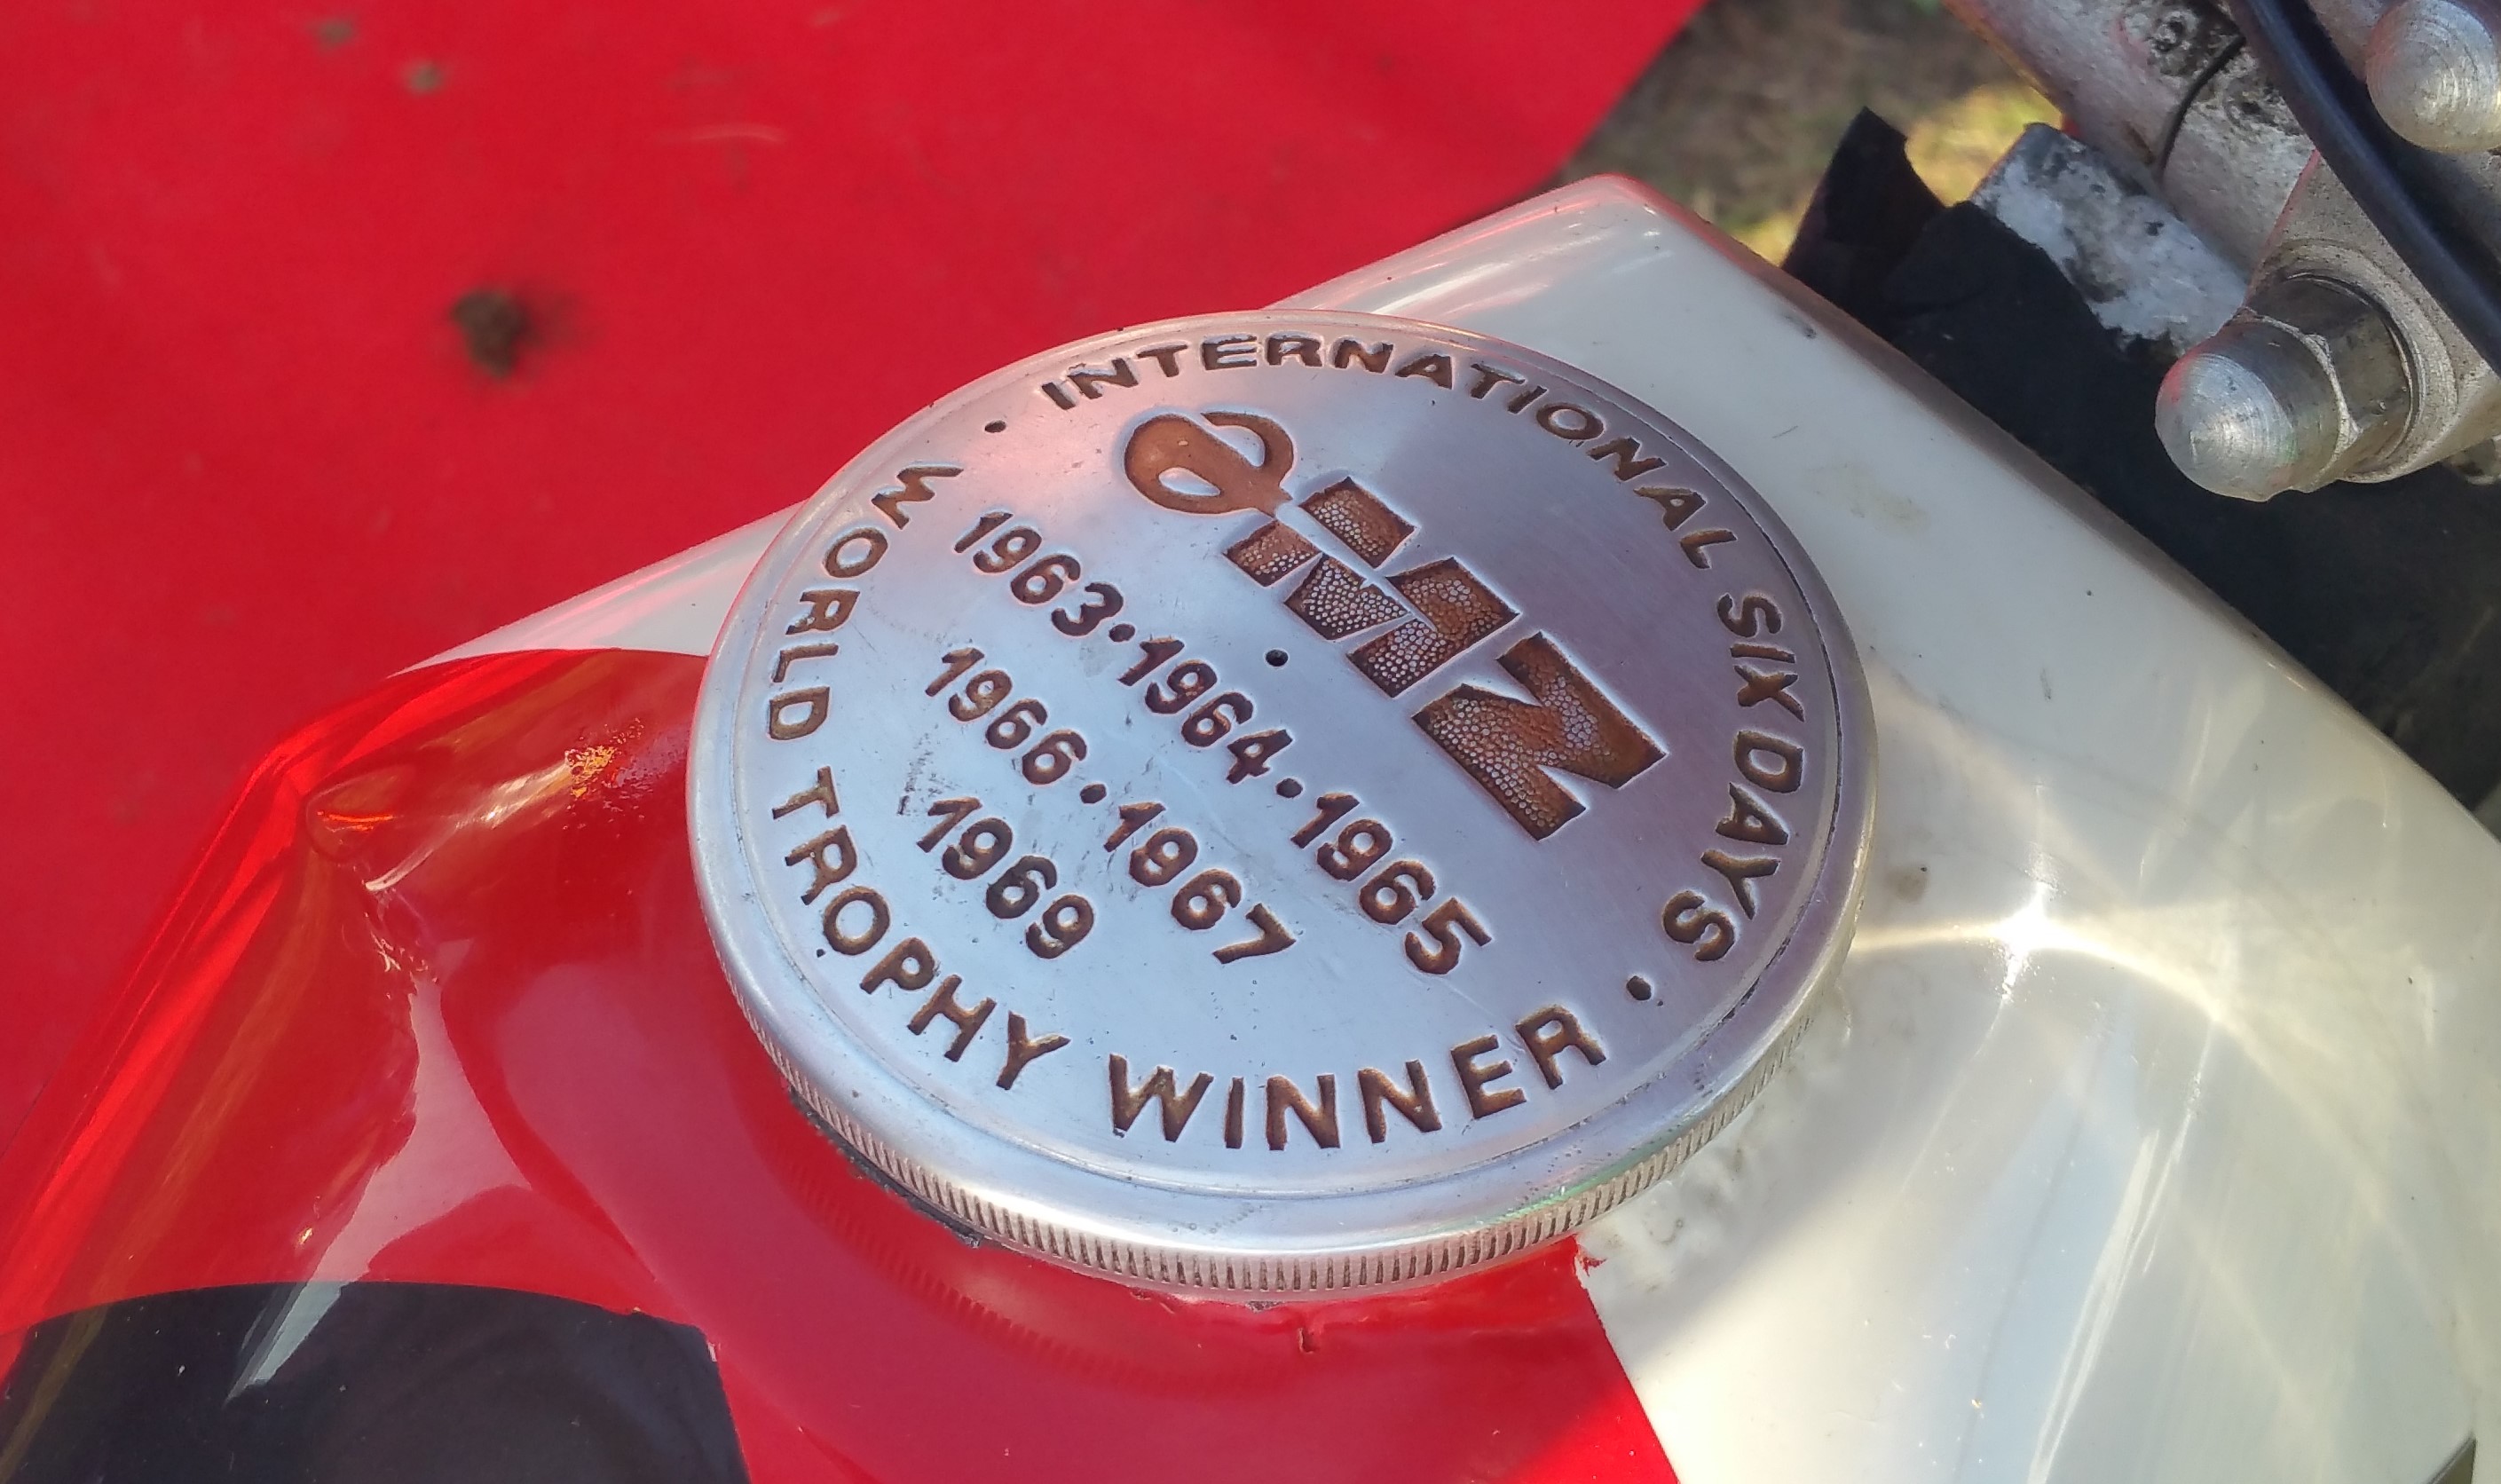 INTERNATIONAL SIX DAYS
MZ
1963·1964·1965
1966·1967
1969
WORLD TROPHY WINNER